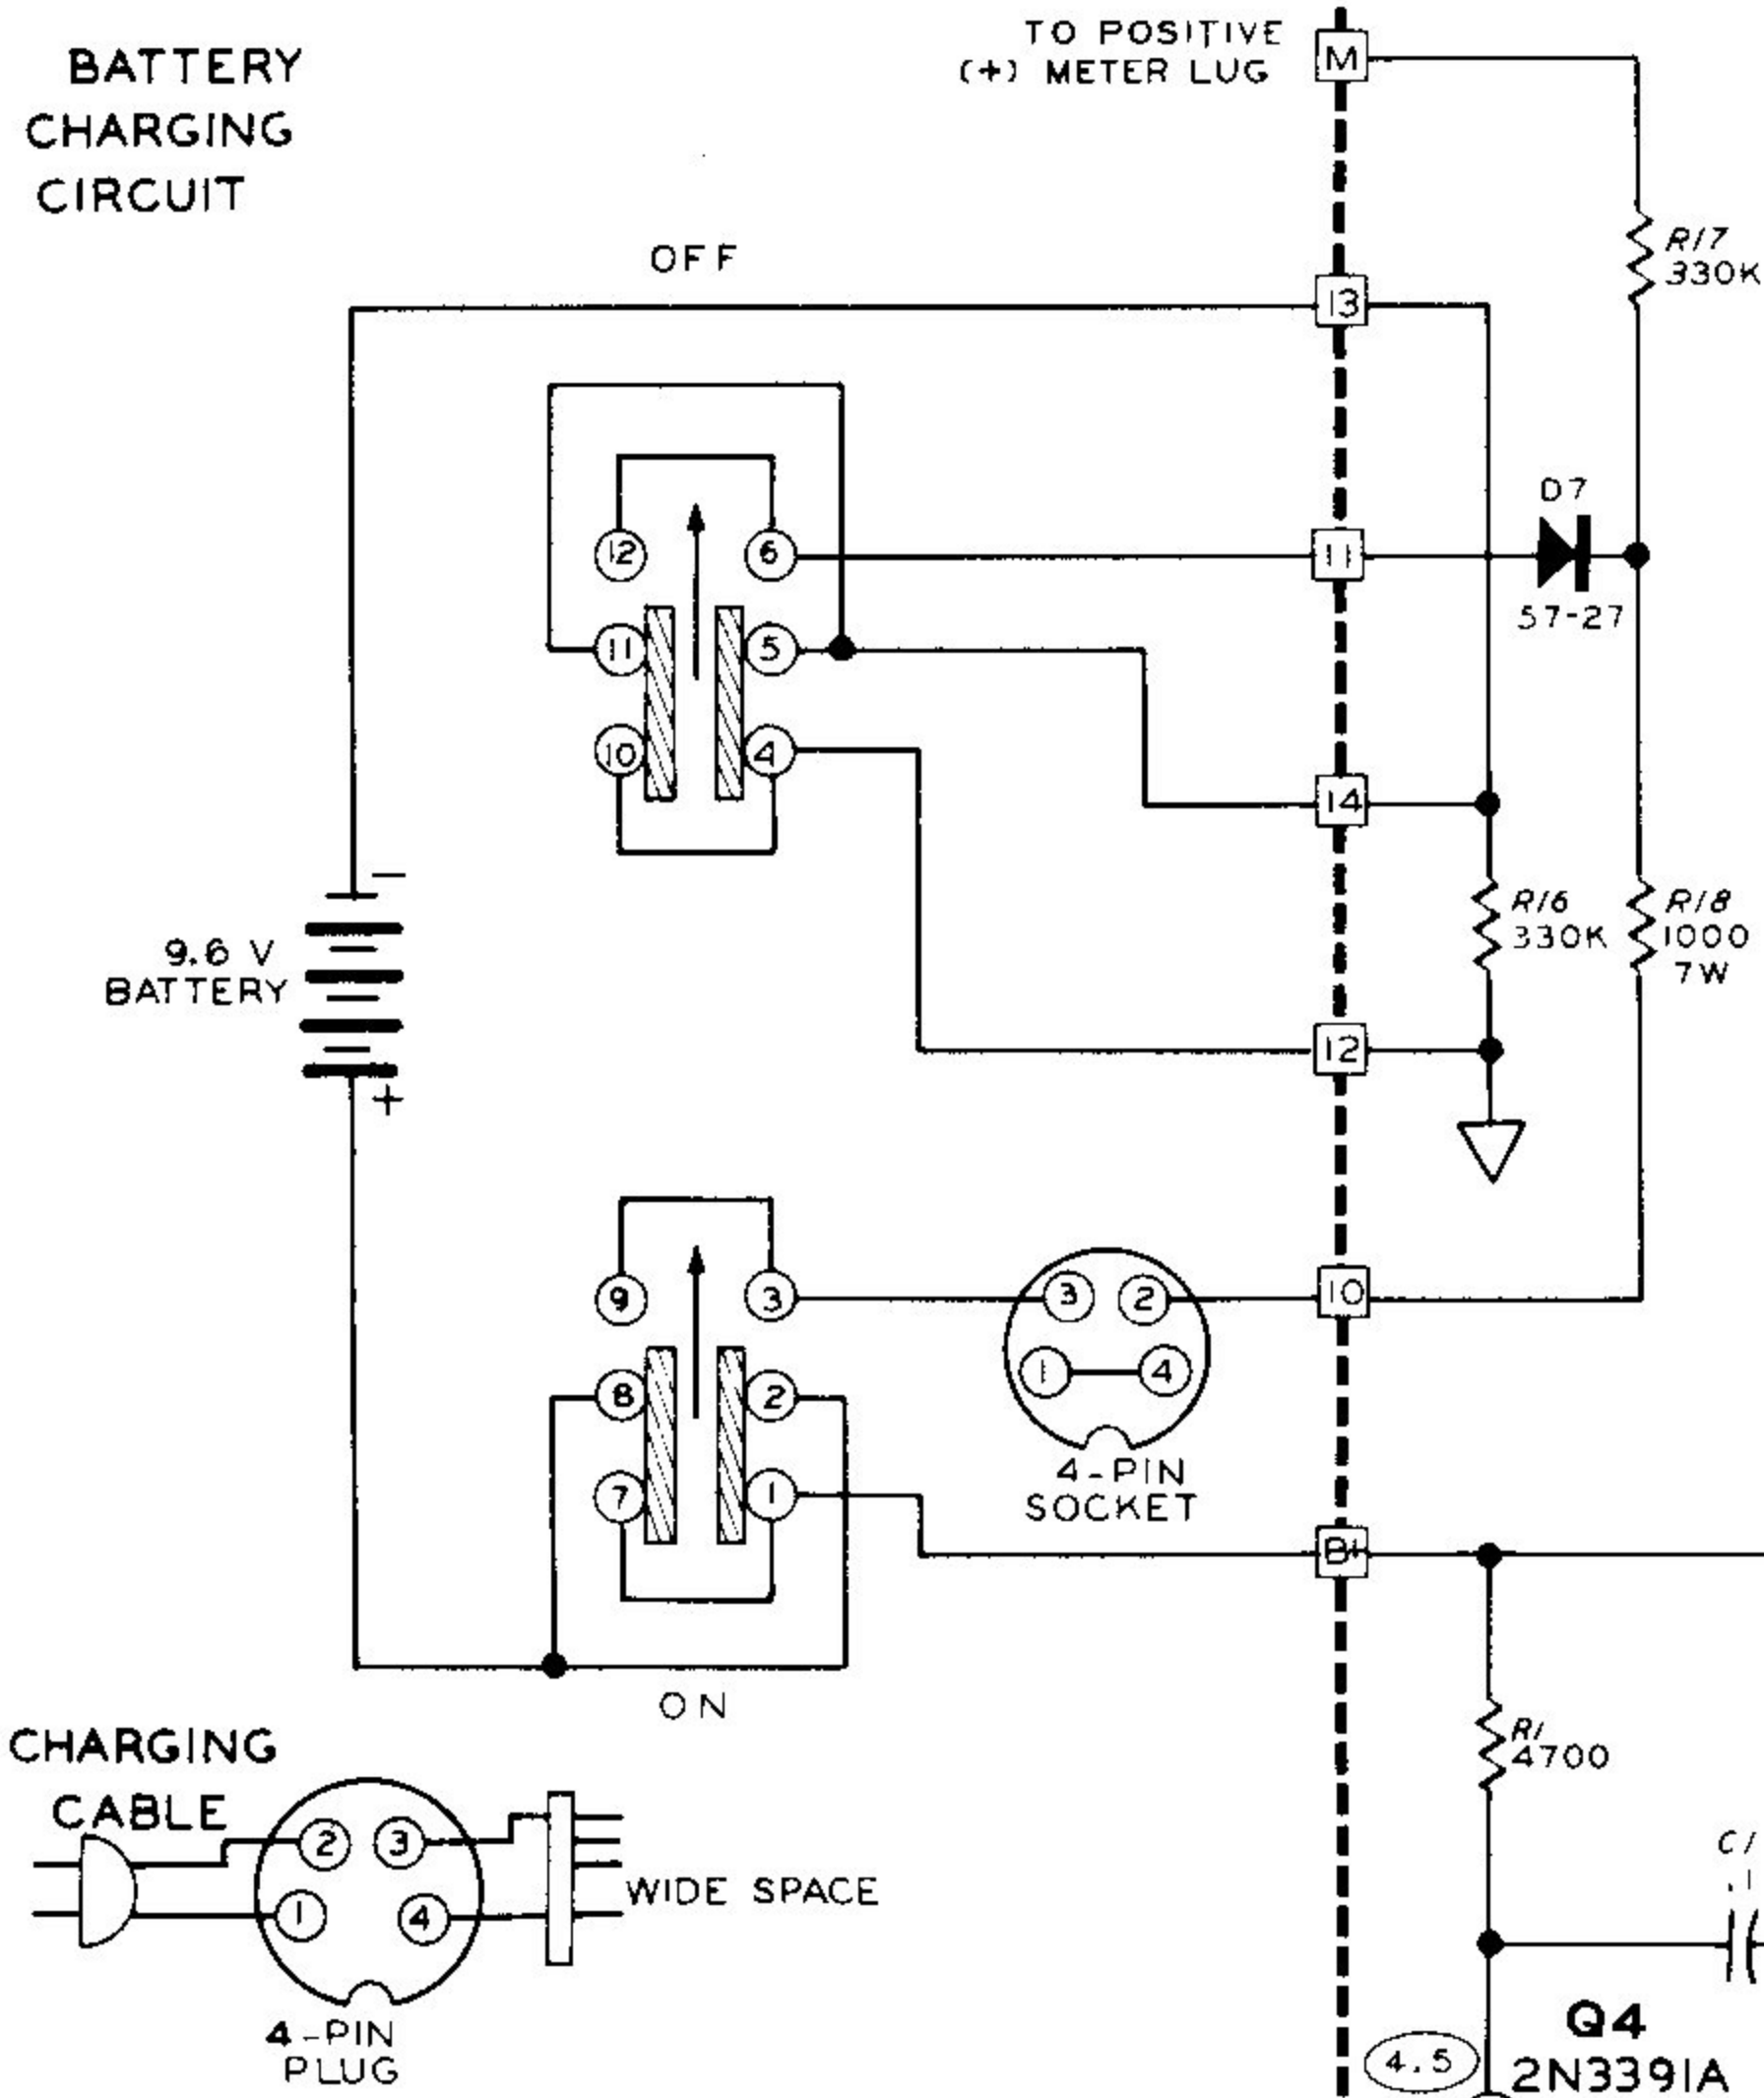 BATTERY
CHARGING
CIRCUIT
TO POSITIVE
(+) METER LUG
M
R17
330K
OFF
13
D7
57-27
12
6
11
11
5
10
4
14
R16
330K
R18
1000
7W
12
-
9.6 V
BATTERY
+
9
3
3
2
10
8
2
1
4
7
1
4-PIN
SOCKET
B+
ON
R1
4700
CHARGING
CABLE
2
3
1
4
WIDE SPACE
4-PIN
PLUG
C1
.1
Q4
2N3391A
4.5